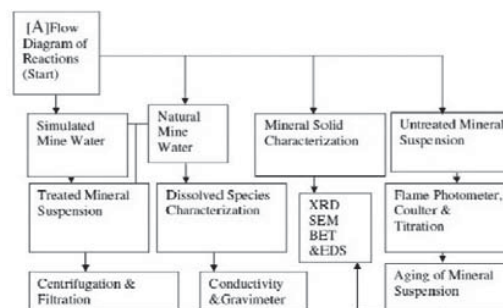 [A]Flow
Diagram of
Reactions
(Start)
Simulated
Mine Water
Natural
Mine
Water
Mineral Solid
Characterization
Untreated Mineral
Suspension
Treated Mineral
Suspension
Dissolved Species
Characterization
XRD
SEM
BET
&EDS
Flame Photometer,
Coulter &
Titration
Centrifugation &
Filtration
Conductivity
&Gravimeter
Aging of Mineral
Suspension